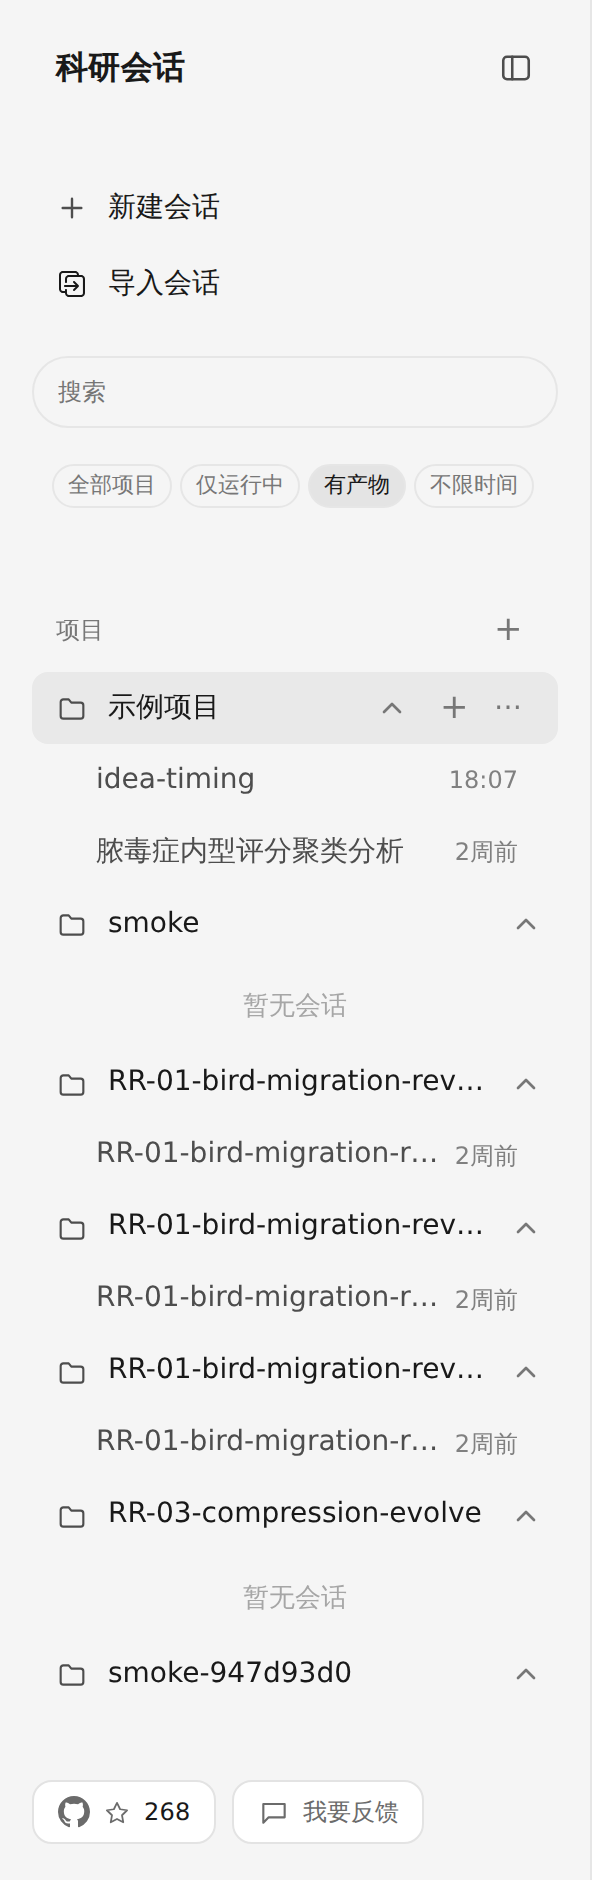 科研会话
新建会话
导入会话
搜索
全部项目 仅运行中 有产物 不限时间
项目
示例项目
idea-timing 18:07
脓毒症内型评分聚类分析 2周前
smoke
暂无会话
RR-01-bird-migration-rev...
RR-01-bird-migration-r... 2周前
RR-01-bird-migration-rev...
RR-01-bird-migration-r... 2周前
RR-01-bird-migration-rev...
RR-01-bird-migration-r... 2周前
RR-03-compression-evolve
暂无会话
smoke-947d93d0
268 我要反馈